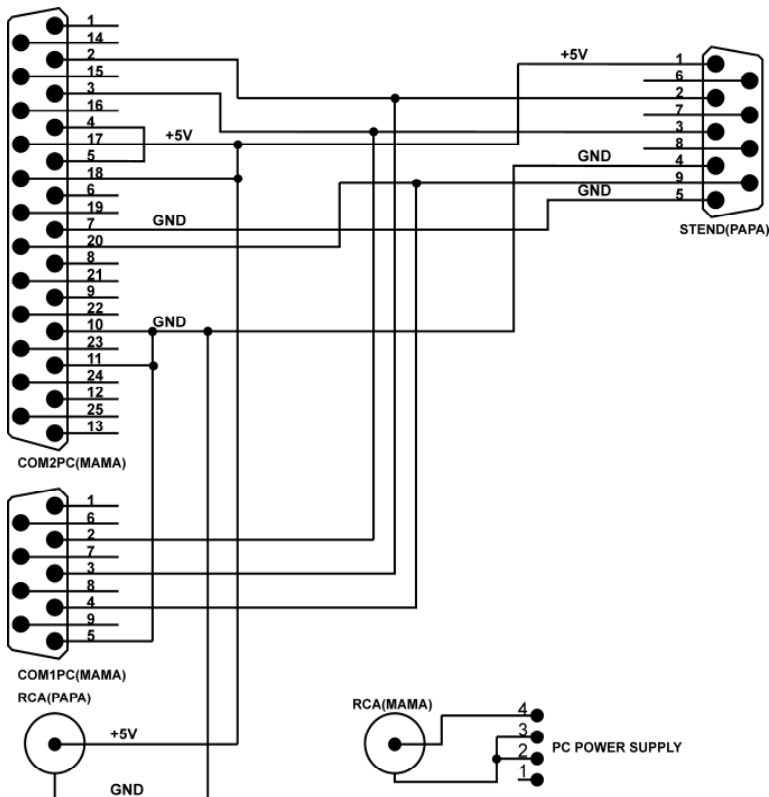 1
14
2
15
3
16
4
17 +5V
5
18
6
19
7 GND
20
8
21
9
22
10 GND
23
11
24
12
25
13
COM2PC(MAMA)
+5V 1
6
2
7
3
8
GND 4
9
GND 5
STEND(PAPA)
1
6
2
7
3
8
4
9
5
COM1PC(MAMA)
RCA(PAPA)
+5V
GND
RCA(MAMA)
4
3
2
1
PC POWER SUPPLY